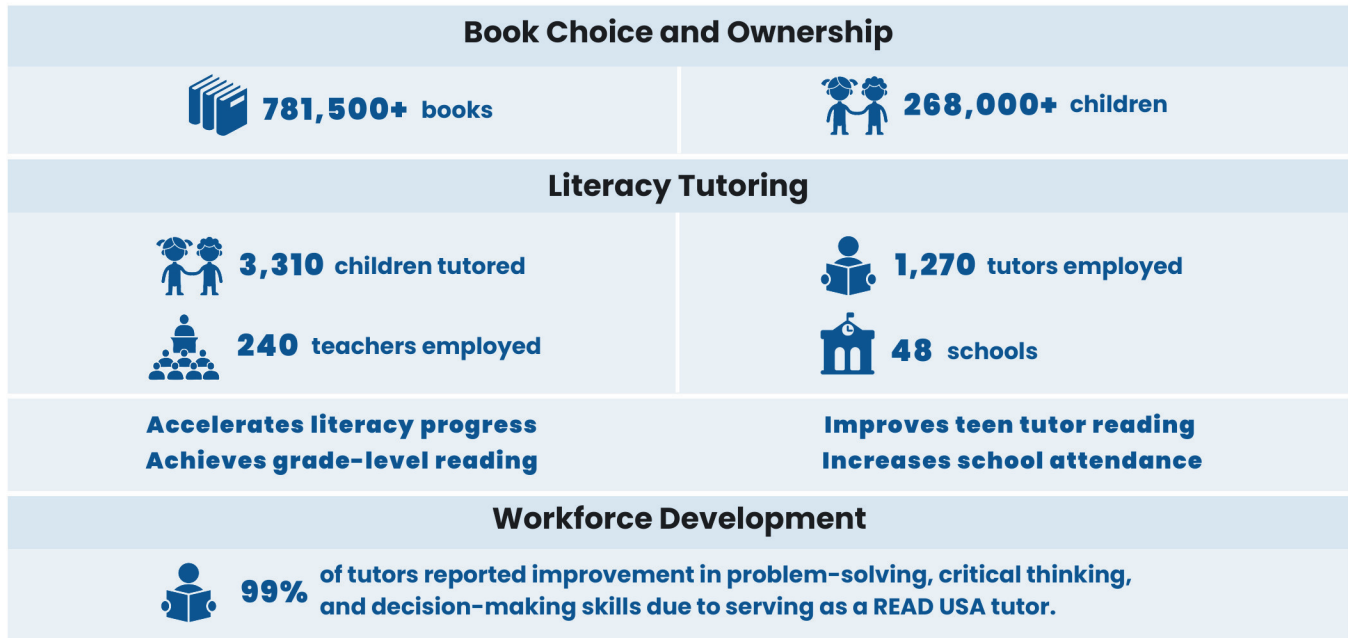 Book Choice and Ownership
781,500+ books
268,000+ children
Literacy Tutoring
3,310 children tutored
1,270 tutors employed
240 teachers employed
48 schools
Accelerates literacy progress
Achieves grade-level reading
Improves teen tutor reading
Increases school attendance
Workforce Development
99% of tutors reported improvement in problem-solving, critical thinking,
and decision-making skills due to serving as a READ USA tutor.